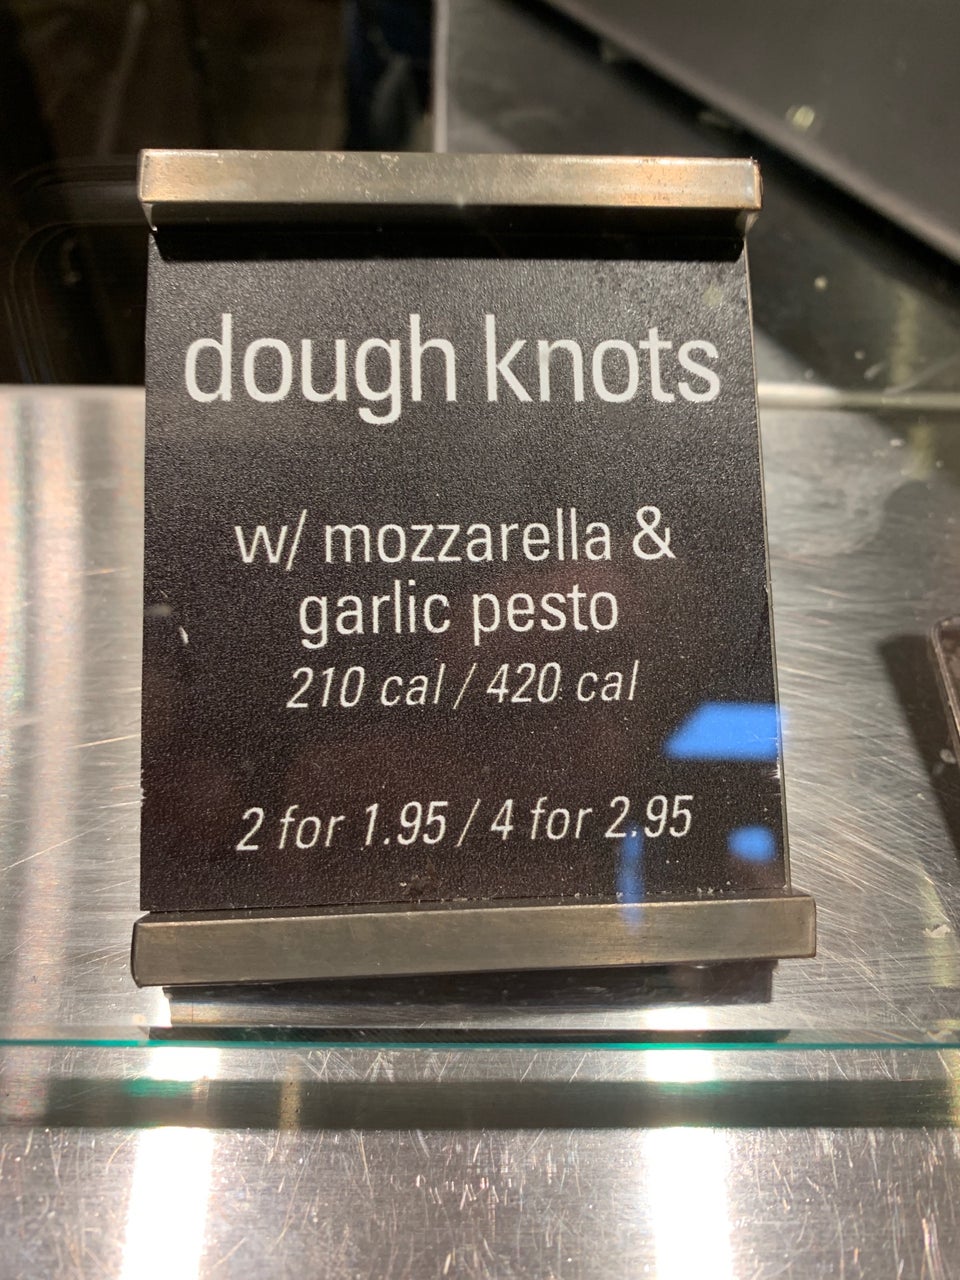 dough knots
w/ mozzarella &
garlic pesto
210 cal / 420 cal
2 for 1.95 / 4 for 2.95